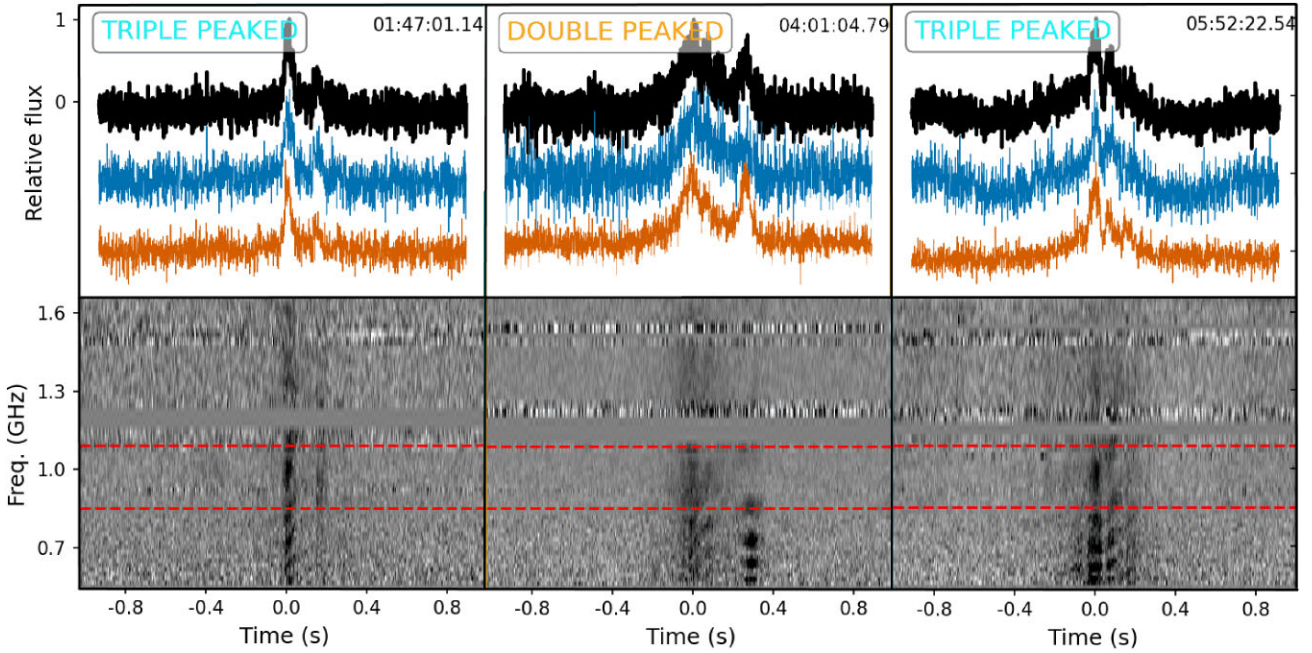 TRIPLE PEAKED 01:47:01.14 DOUBLE PEAKED 04:01:04.79 TRIPLE PEAKED 05:52:22.54
1
0
Relative flux
1.6
1.3
1.0
0.7
Freq. (GHz)
-0.8 -0.4 0.0 0.4 0.8 -0.8 -0.4 0.0 0.4 0.8 -0.8 -0.4 0.0 0.4 0.8
Time (s) Time (s) Time (s)